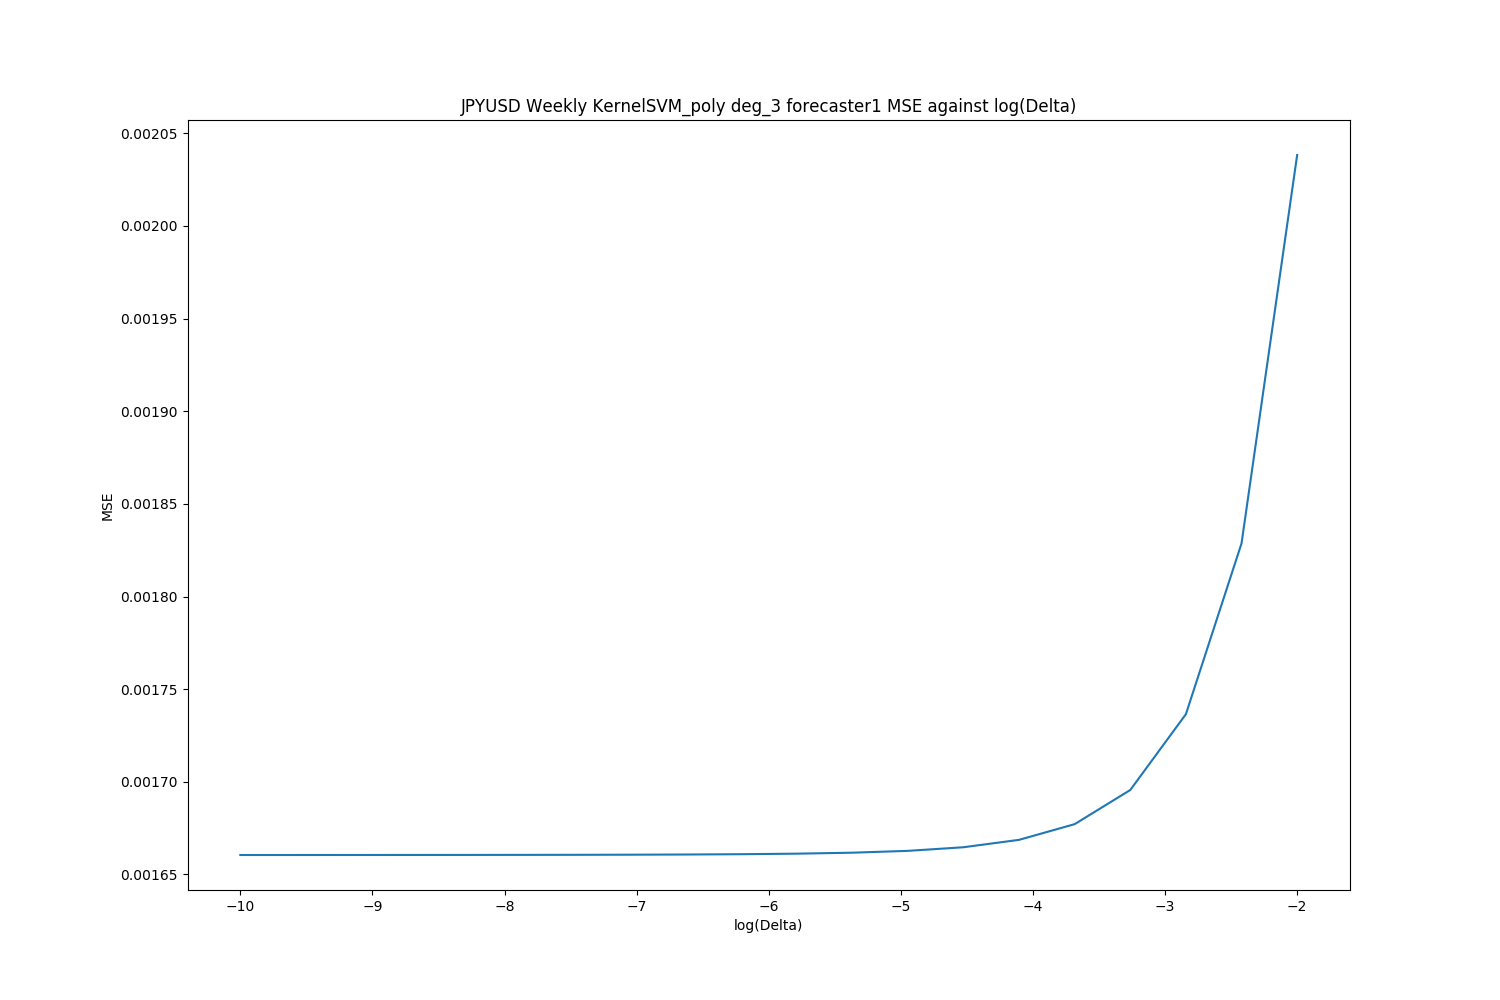 JPYUSD Weekly KernelSVM_poly deg_3 forecaster1 MSE against log(Delta)
0.00205
0.00200
0.00195
0.00190
0.00185
0.00180
0.00175
0.00170
0.00165
MSE
−10 −9 −8 −7 −6 −5 −4 −3 −2
log(Delta)